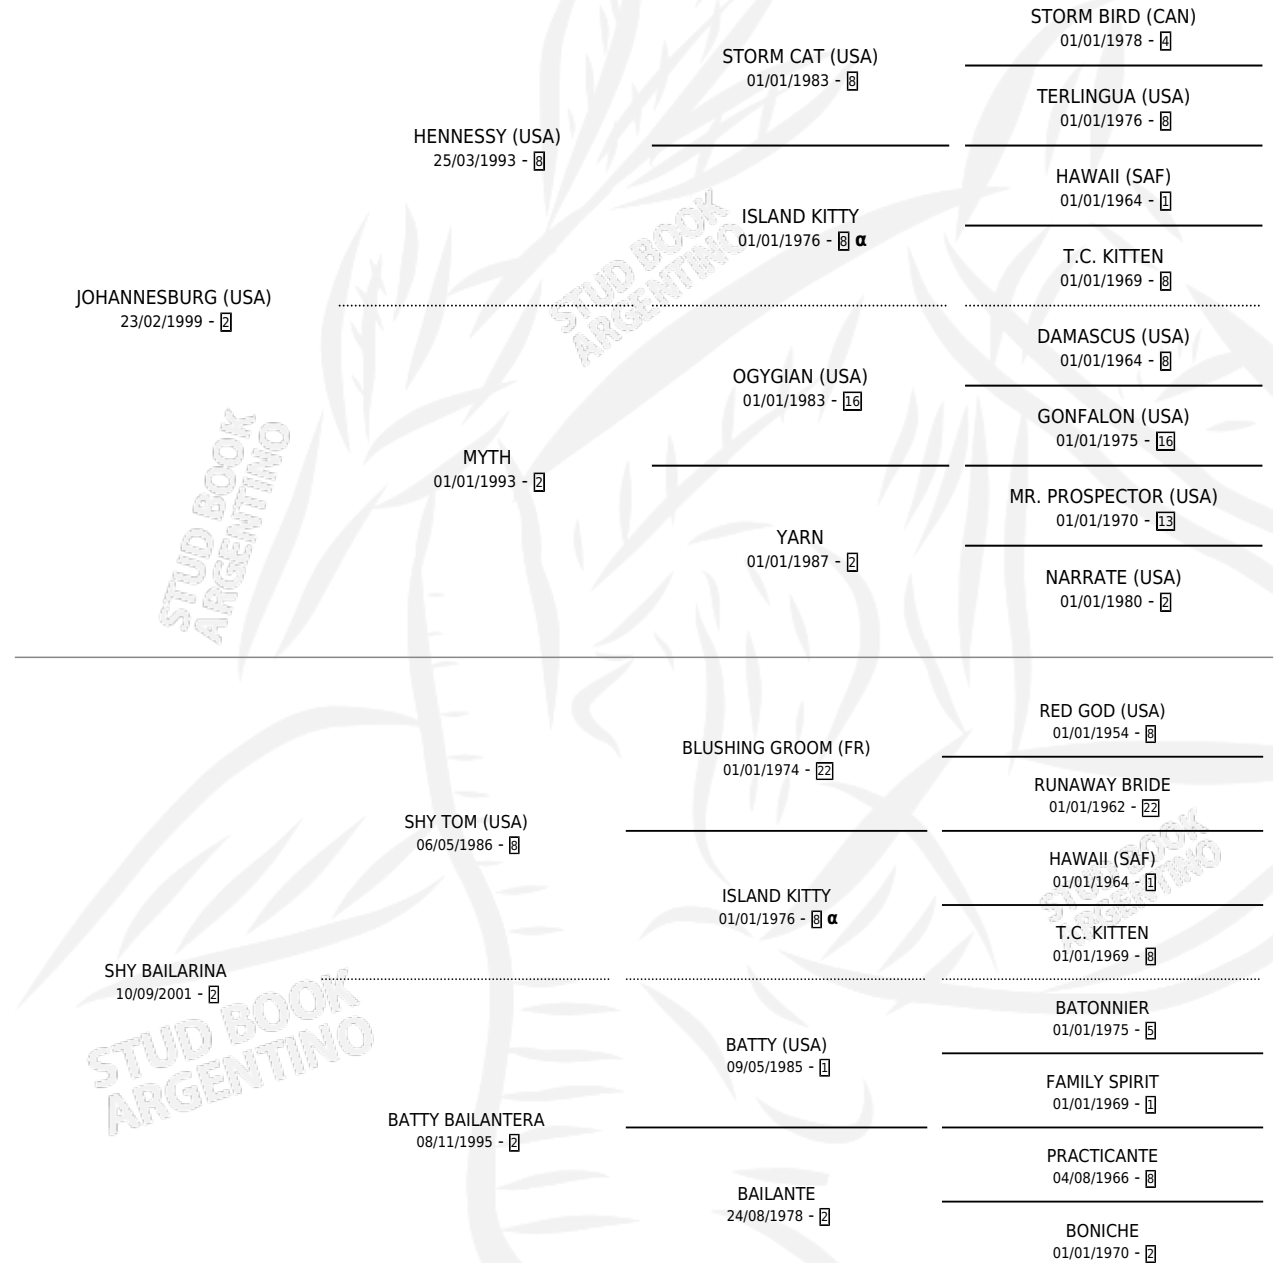 STORM BIRD (CAN)
01/01/1978 - 4
STORM CAT (USA)
01/01/1983 - 8
TERLINGUA (USA)
01/01/1976 - 8
HENNESSY (USA)
25/03/1993 - 8
HAWAII (SAF)
01/01/1964 - 1
ISLAND KITTY
01/01/1976 - 8 α
T.C. KITTEN
01/01/1969 - 8
JOHANNESBURG (USA)
23/02/1999 - 2
DAMASCUS (USA)
01/01/1964 - 8
OGYGIAN (USA)
01/01/1983 - 16
GONFALON (USA)
01/01/1975 - 16
MYTH
01/01/1993 - 2
MR. PROSPECTOR (USA)
01/01/1970 - 13
YARN
01/01/1987 - 2
NARRATE (USA)
01/01/1980 - 2
STUD BOOK
ARGENTINO
STUD BOOK
ARGENTINO
RED GOD (USA)
01/01/1954 - 8
BLUSHING GROOM (FR)
01/01/1974 - 22
RUNAWAY BRIDE
01/01/1962 - 22
SHY TOM (USA)
06/05/1986 - 8
HAWAII (SAF)
01/01/1964 - 1
ISLAND KITTY
01/01/1976 - 8 α
T.C. KITTEN
01/01/1969 - 8
SHY BAILARINA
10/09/2001 - 2
BATONNIER
01/01/1975 - 5
BATTY (USA)
09/05/1985 - 1
FAMILY SPIRIT
01/01/1969 - 1
BATTY BAILANTERA
08/11/1995 - 2
PRACTICANTE
04/08/1966 - 8
BAILANTE
24/08/1978 - 2
BONICHE
01/01/1970 - 2
STUD BOOK
ARGENTINO
STUD BOOK
ARGENTINO